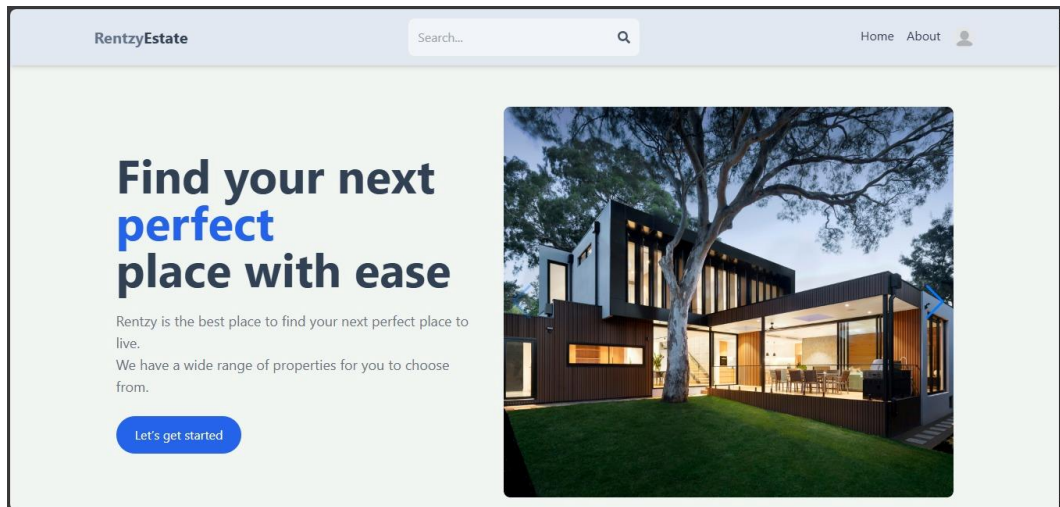 RentzyEstate
Search...
Home About
Find your next
perfect
place with ease
Rentzy is the best place to find your next perfect place to
live.
We have a wide range of properties for you to choose
from.
Let's get started